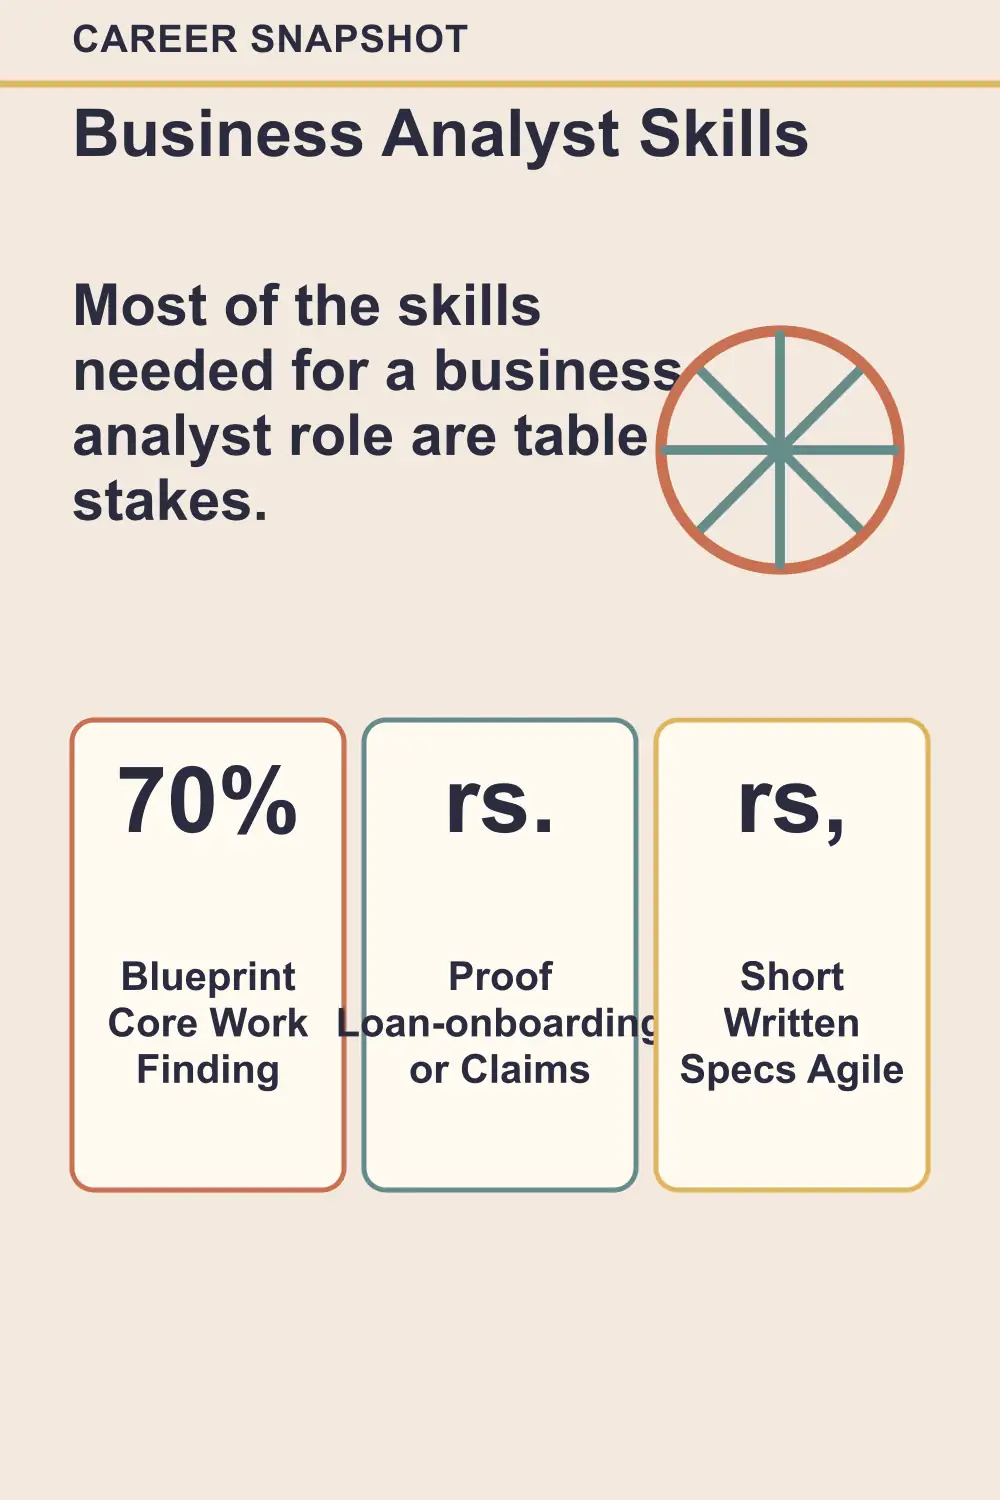 CAREER SNAPSHOT
Business Analyst Skills
Most of the skills
needed for a business
analyst role are table
stakes.
70%
Blueprint
Core Work
Finding
rs.
Proof
Loan-onboarding
or Claims
rs,
Short
Written
Specs Agile